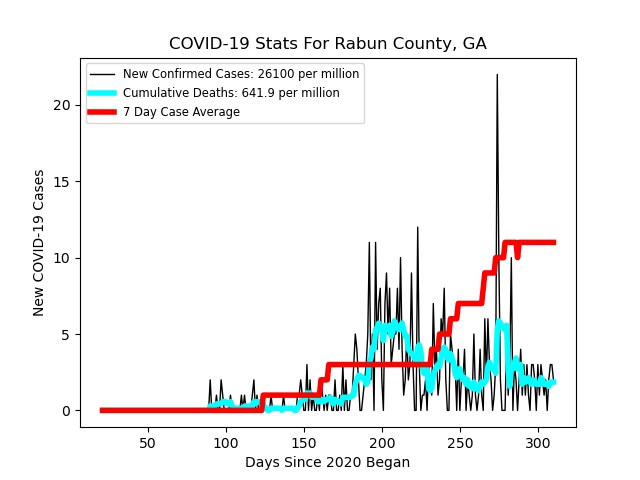 COVID-19 Stats For Rabun County, GA
New Confirmed Cases: 26100 per million
Cumulative Deaths: 641.9 per million
7 Day Case Average
New COVID-19 Cases
20
15
10
5
0
50 100 150 200 250 300
Days Since 2020 Began